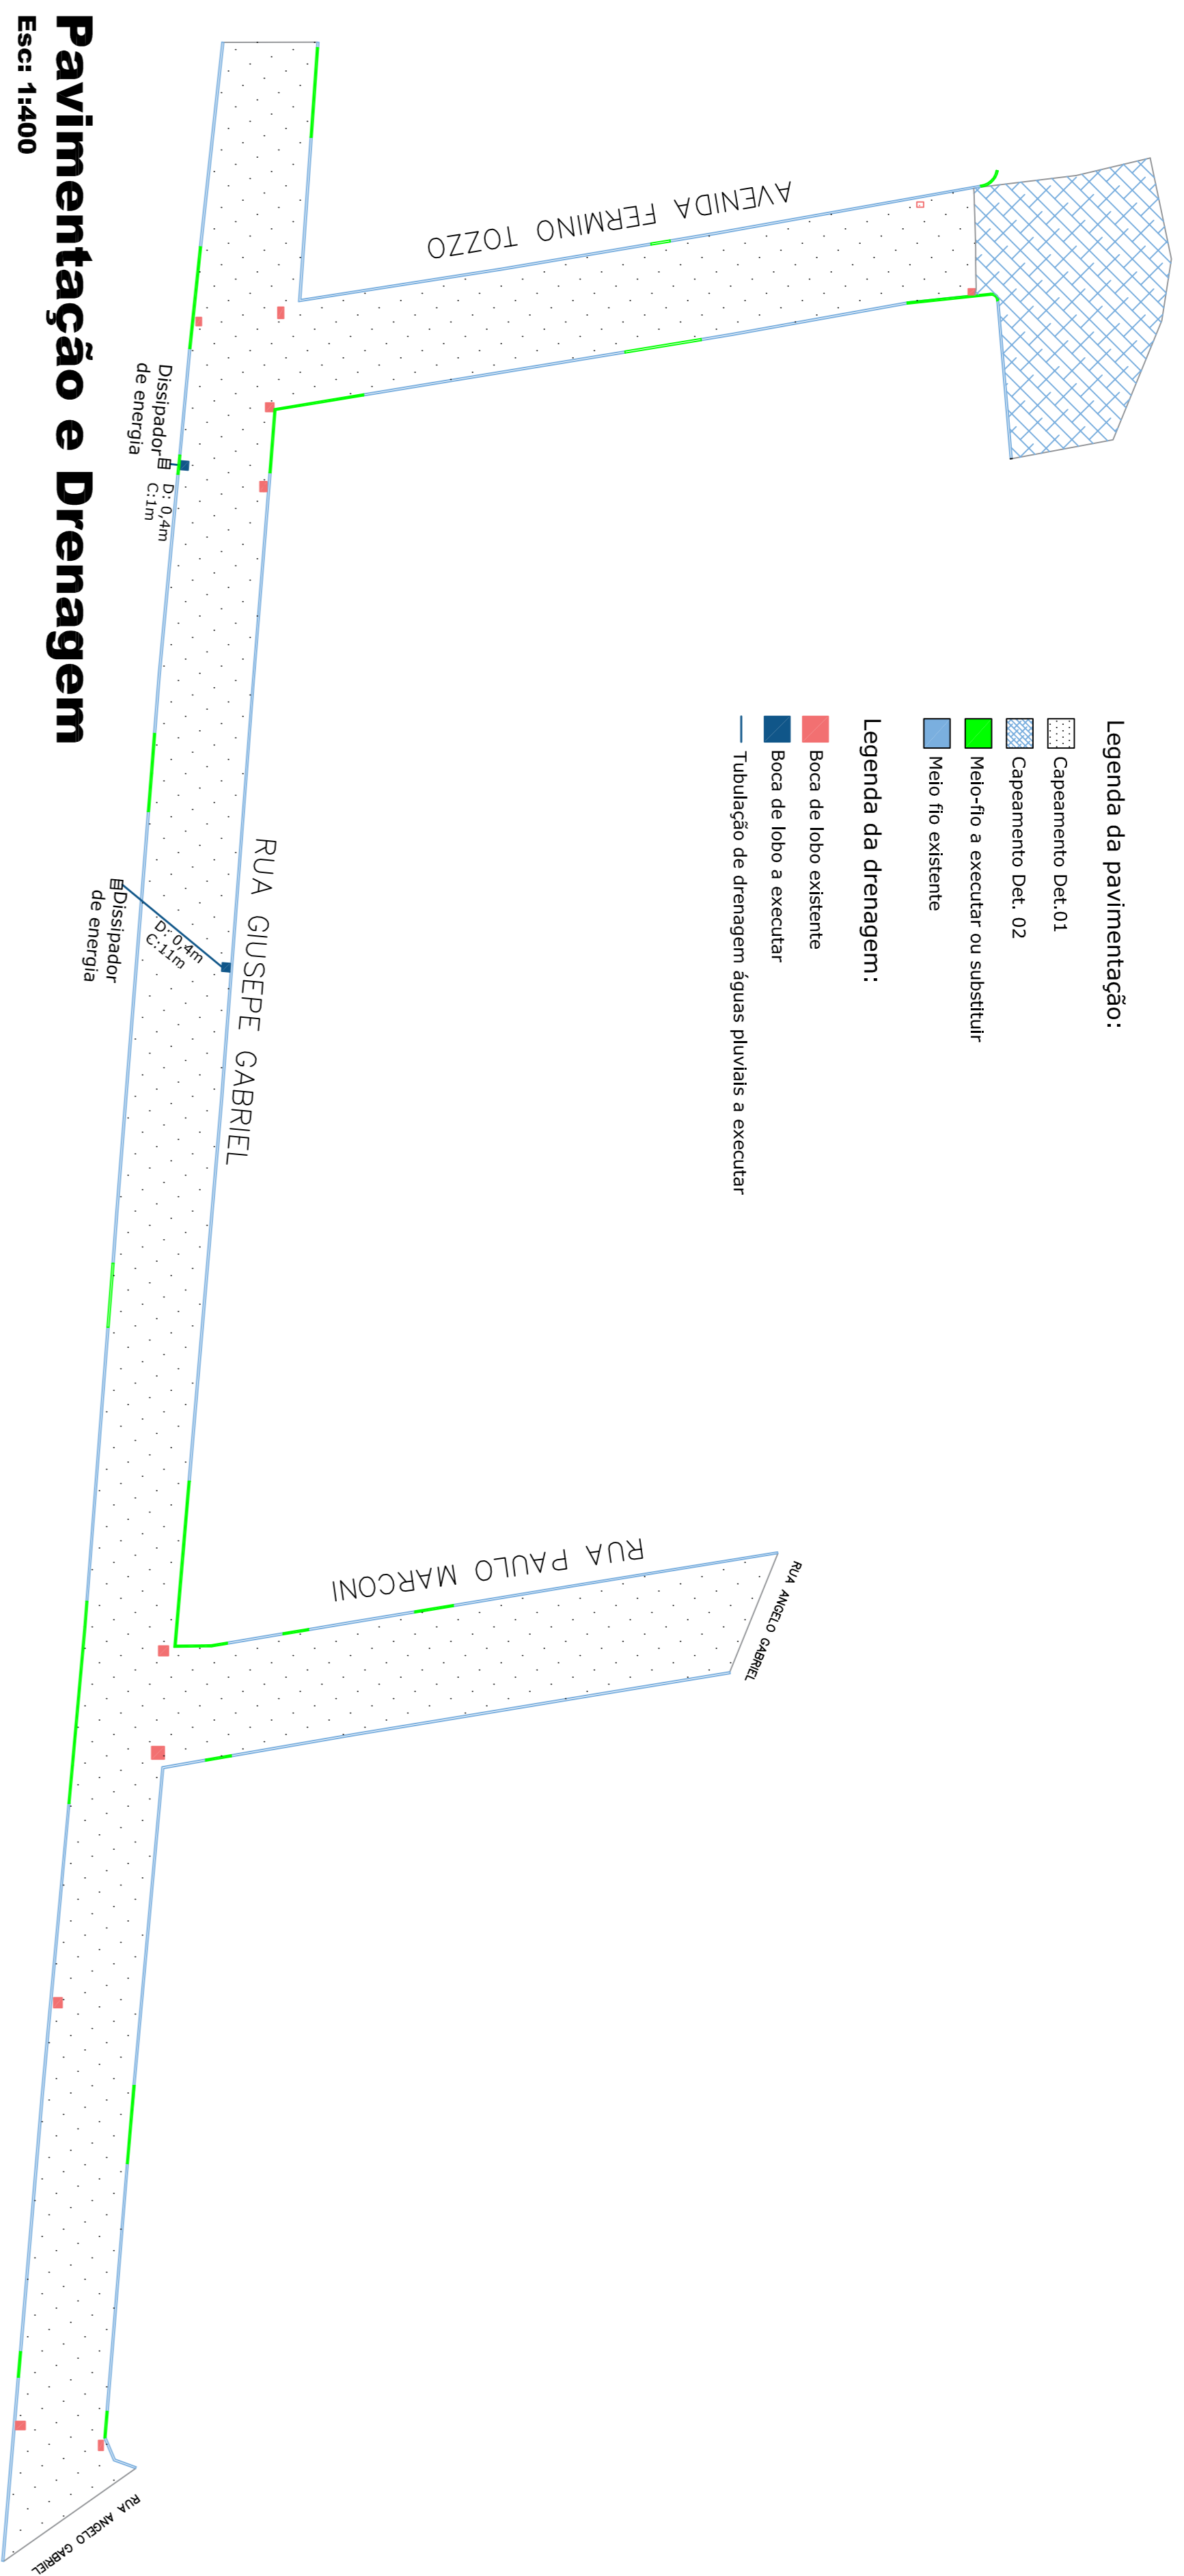 Pavimentação e Drenagem
Esc: 1:400
AVENIDA FERMINO TOZZO
Dissipador
de energia
D: 0,4m
C:1m
RUA GIUSEPE GABRIEL
Dissipador
de energia
D: 0,4m
C:11m
RUA PAULO MARCONI
RUA ANGELO GABRIEL
RUA ANGELO GABRIEL
Legenda da pavimentação:
Capeamento Det.01
Capeamento Det. 02
Meio-fio a executar ou substituir
Meio fio existente
Legenda da drenagem:
Boca de lobo existente
Boca de lobo a executar
Tubulação de drenagem águas pluviais a executar